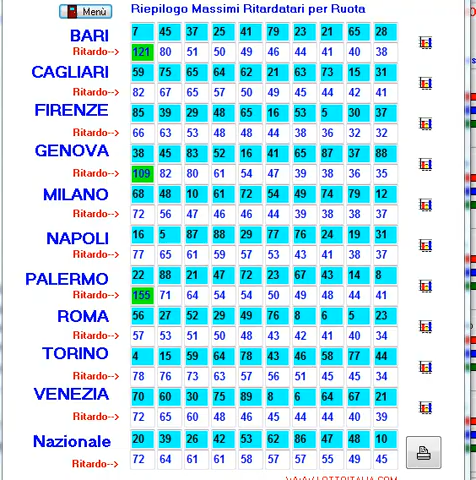 Menù
Riepilogo Massimi Ritardatari per Ruota
BARI 7 45 37 25 41 79 23 21 65 28
Ritardo--> 121 80 51 50 49 46 44 41 40 38
CAGLIARI 59 75 65 64 62 21 63 73 15 31
Ritardo--> 82 67 65 57 50 49 45 44 42 41
FIRENZE 85 39 29 48 65 16 53 5 30 37
Ritardo--> 66 63 53 48 48 44 38 36 32 32
GENOVA 38 45 83 52 16 41 65 87 37 88
Ritardo--> 109 82 80 61 54 47 39 38 36 35
MILANO 68 48 10 61 72 54 49 74 79 12
Ritardo--> 72 56 47 46 46 44 39 38 38 37
NAPOLI 16 5 87 88 29 77 76 24 19 31
Ritardo--> 77 65 61 59 57 53 43 41 38 37
PALERMO 22 88 21 47 72 23 67 43 14 8
Ritardo--> 155 71 64 54 54 50 49 48 44 41
ROMA 56 27 52 29 49 76 8 6 5 23
Ritardo--> 57 53 51 50 48 43 42 41 40 34
TORINO 4 15 59 64 78 43 46 58 77 44
Ritardo--> 78 76 73 63 57 56 51 45 45 34
VENEZIA 70 60 30 75 89 8 6 64 67 21
Ritardo--> 72 65 60 48 46 45 44 44 40 39
Nazionale 20 39 26 42 53 62 86 47 48 10
Ritardo--> 72 64 61 61 58 57 57 55 49 45
WWW.LOTTOITALIA.COM